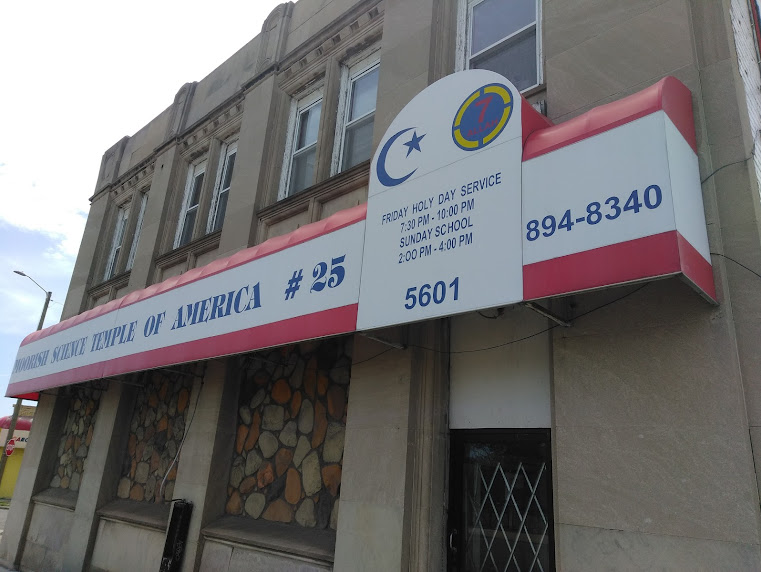 MOORISH SCIENCE TEMPLE OF AMERICA # 25
7
FRIDAY HOLY DAY SERVICE
7:30 PM - 10:00 PM
SUNDAY SCHOOL
2:00 PM - 4:00 PM
5601
894-8340